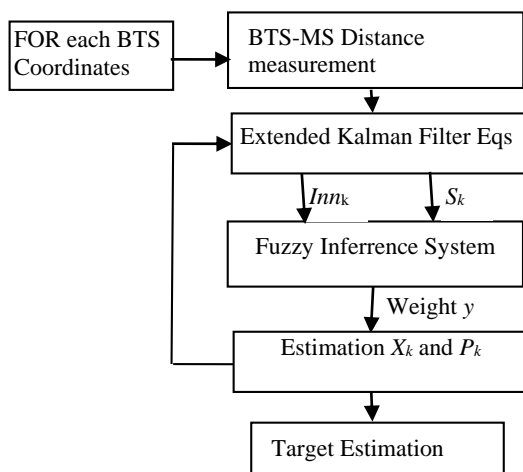 FOR each BTS
Coordinates
BTS-MS Distance
measurement
Extended Kalman Filter Eqs
Innk
Sk
Fuzzy Inferrence System
Weight y
Estimation Xk and Pk
Target Estimation